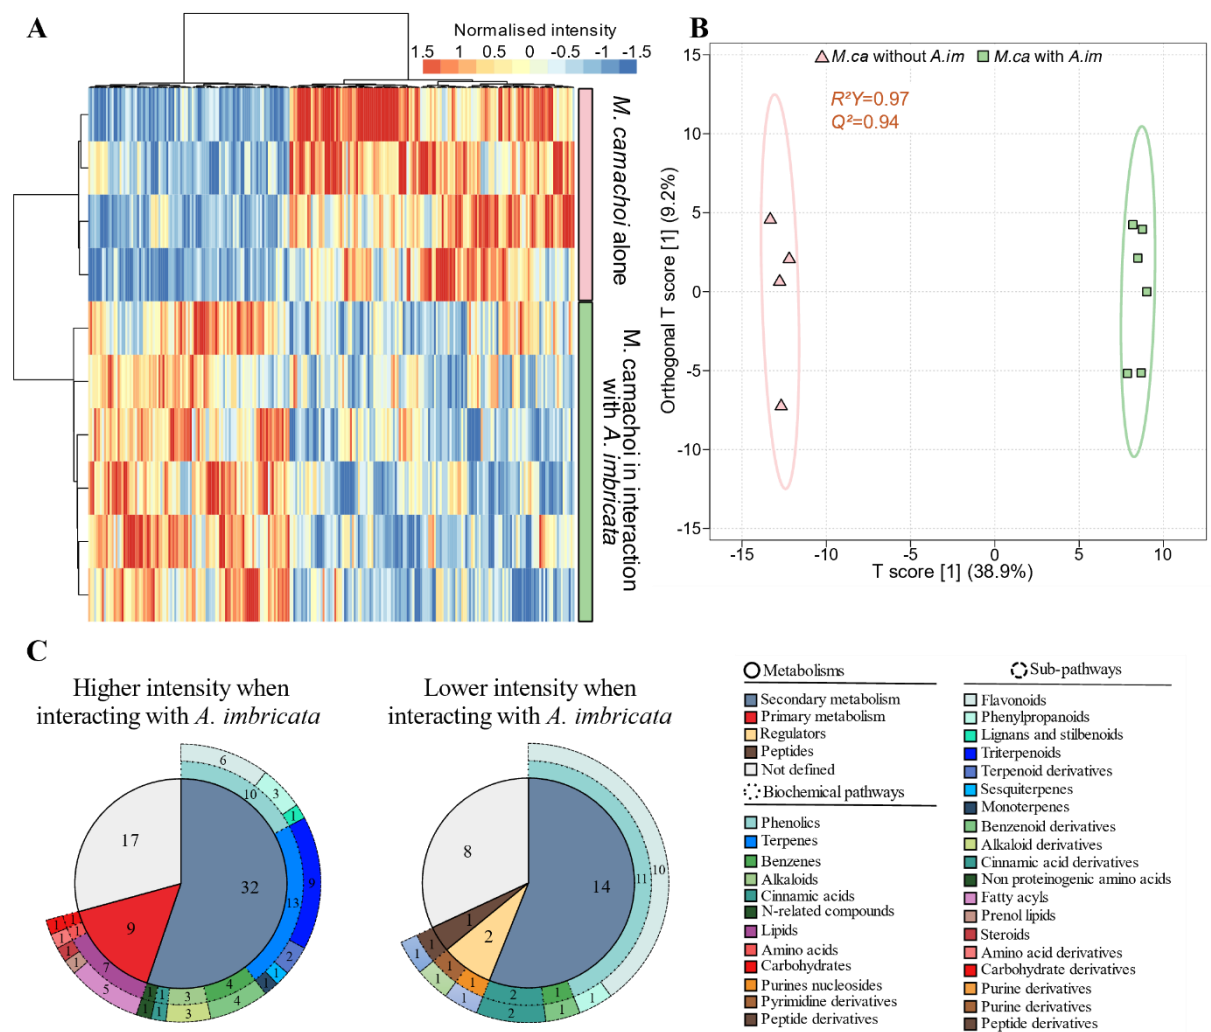 A
Normalised intensity
1.5 1 0.5 0 -0.5 -1 -1.5
M. camachoi alone
M. camachoi in interaction
with A. imbricata
B
M.ca without A.im M.ca with A.im
R²Y=0.97
Q²=0.94
15
10
5
0
-5
-10
-15
Orthogonal T score [1] (9.2%)
-15 -10 -5 0 5 10
T score [1] (38.9%)
C
Higher intensity when
interacting with A. imbricata
6
3
10
1
17
32
9
13
9
2
1
1
4
4
3
3
1
1
1
1
7
5
1
1
1
1
1
1
1
Lower intensity when
interacting with A. imbricata
8
14
11
10
1
2
1
1
1
2
2
1
1
1
1
1
1
1
Metabolisms
Secondary metabolism
Primary metabolism
Regulators
Peptides
Not defined
Biochemical pathways
Phenolics
Terpenes
Benzenes
Alkaloids
Cinnamic acids
N-related compounds
Lipids
Amino acids
Carbohydrates
Purines nucleosides
Pyrimidine derivatives
Peptide derivatives
Sub-pathways
Flavonoids
Phenylpropanoids
Lignans and stilbenoids
Triterpenoids
Terpenoid derivatives
Sesquiterpenes
Monoterpenes
Benzenoid derivatives
Alkaloid derivatives
Cinnamic acid derivatives
Non proteinogenic amino acids
Fatty acyls
Prenol lipids
Steroids
Amino acid derivatives
Carbohydrate derivatives
Purine derivatives
Purine derivatives
Peptide derivatives